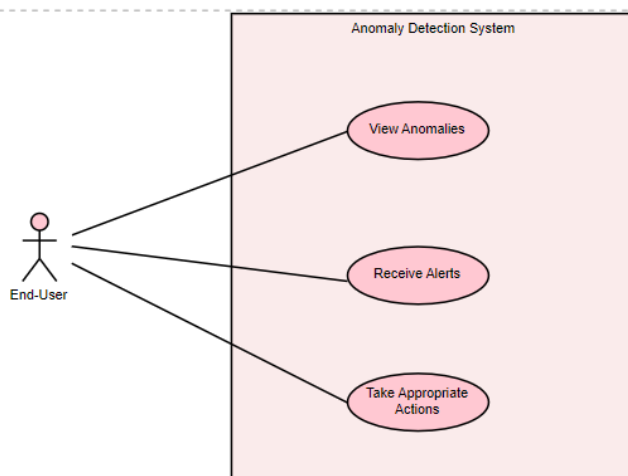 Anomaly Detection System
View Anomalies
Receive Alerts
End-User
Take Appropriate
Actions